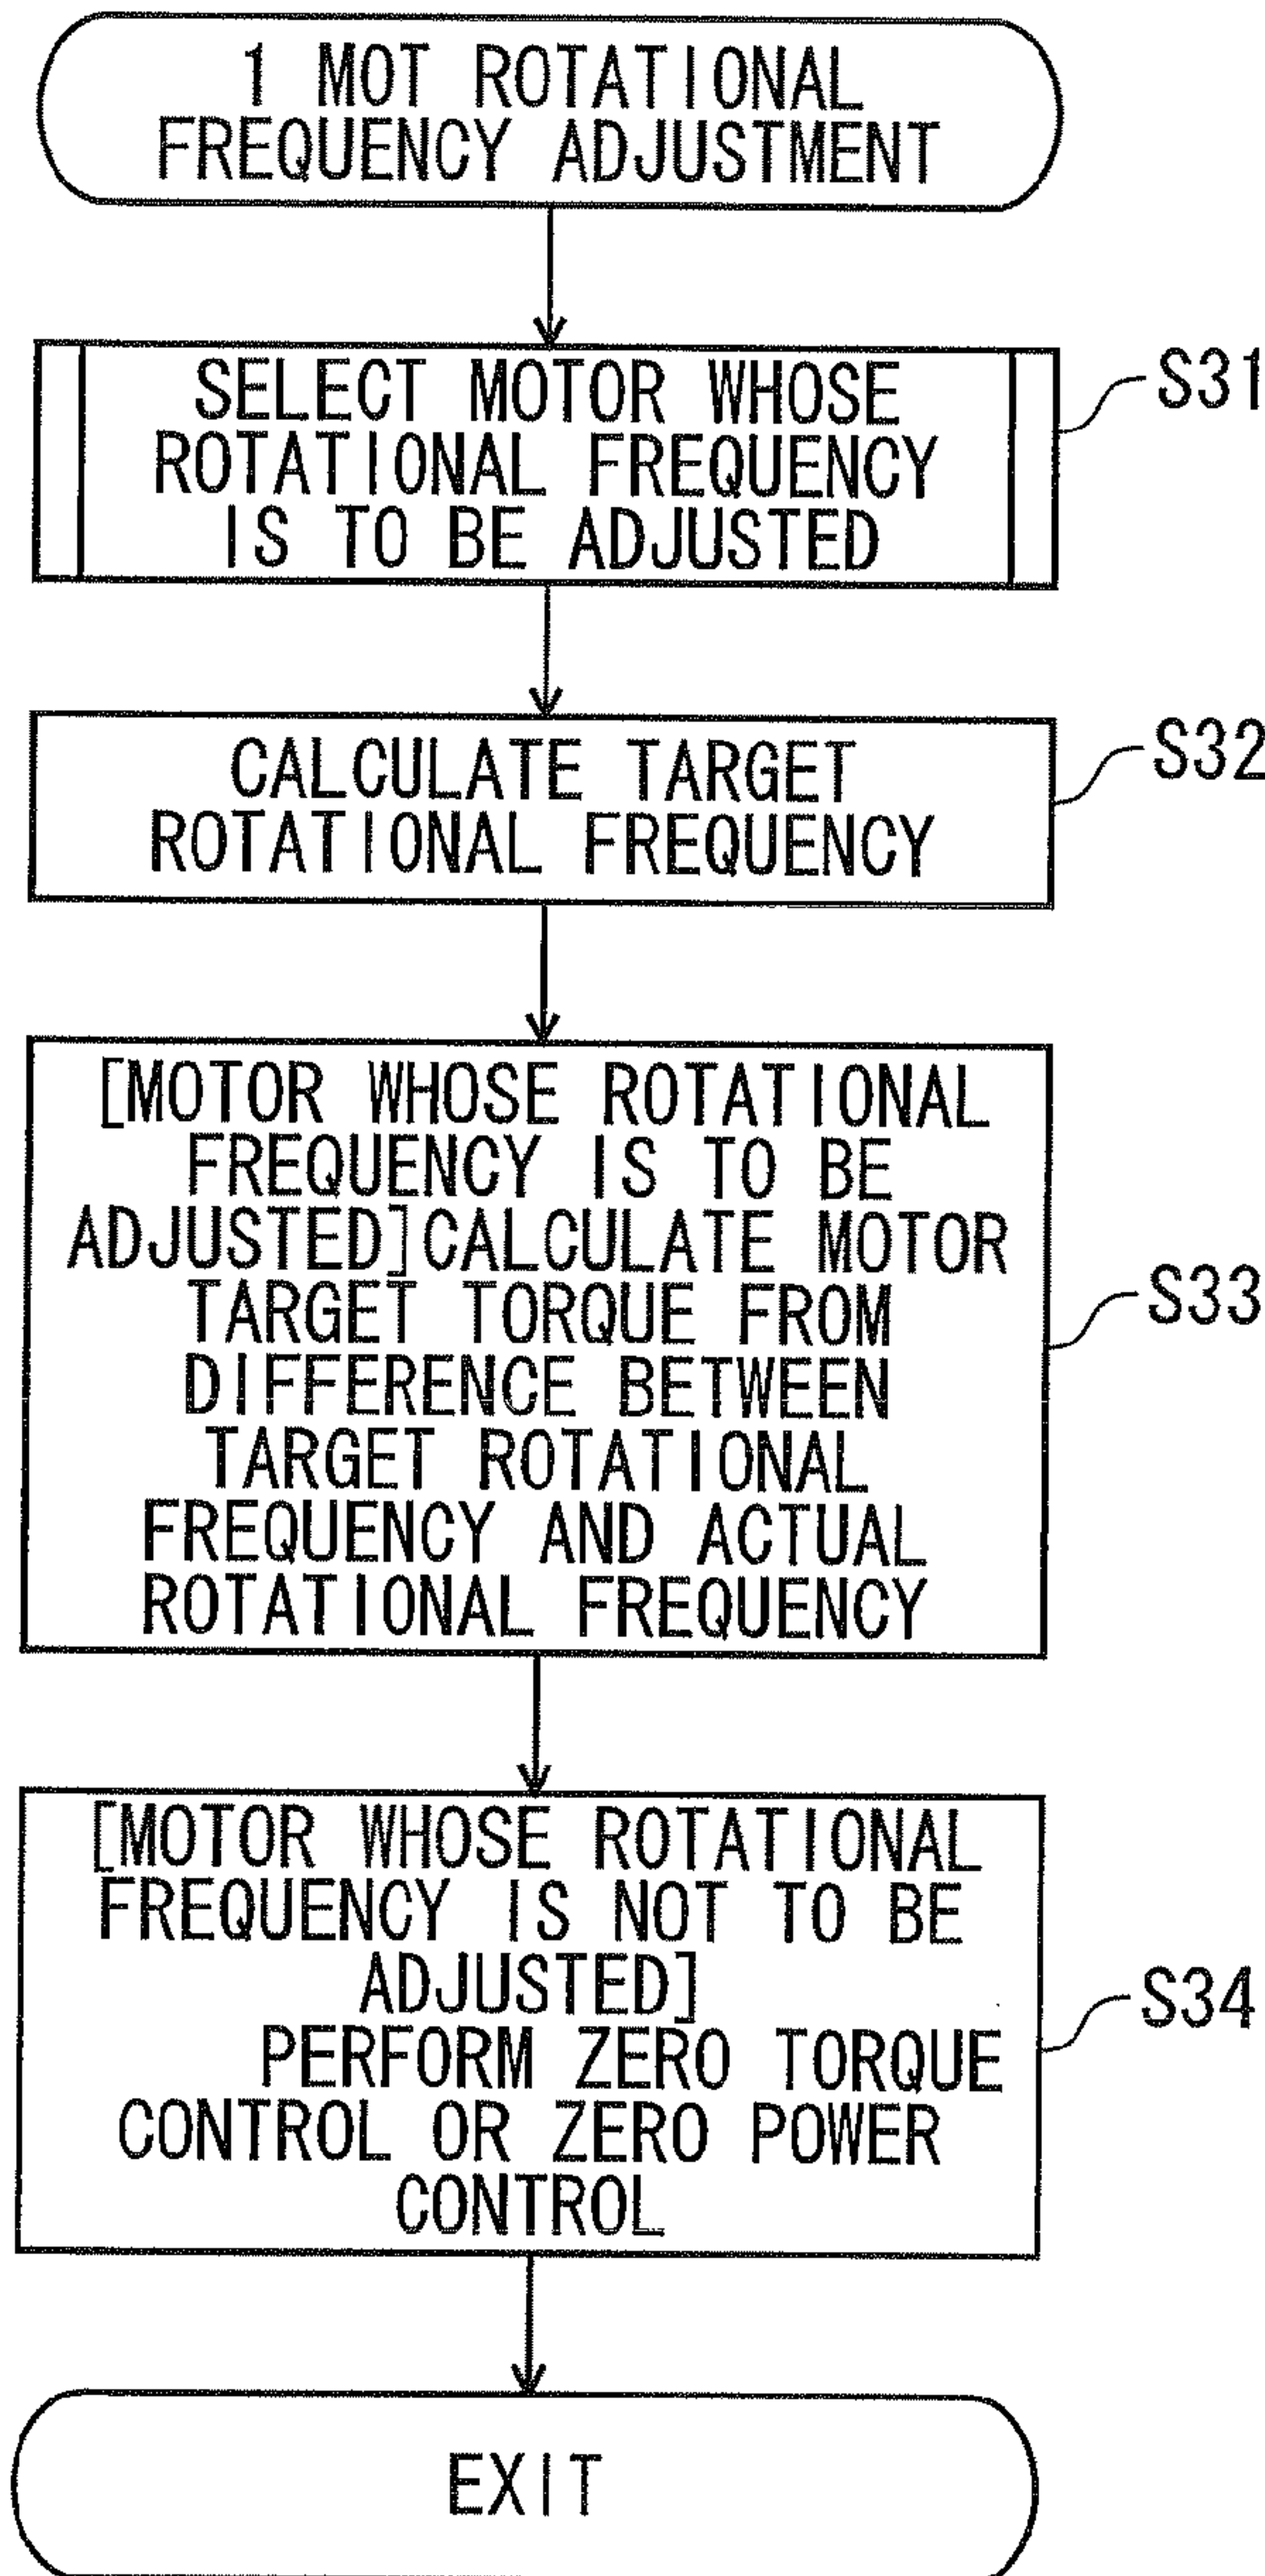 1 MOT ROTATIONAL
FREQUENCY ADJUSTMENT
SELECT MOTOR WHOSE
ROTATIONAL FREQUENCY
IS TO BE ADJUSTED
S31
CALCULATE TARGET
ROTATIONAL FREQUENCY
S32
[MOTOR WHOSE ROTATIONAL
FREQUENCY IS TO BE
ADJUSTED]CALCULATE MOTOR
TARGET TORQUE FROM
DIFFERENCE BETWEEN
TARGET ROTATIONAL
FREQUENCY AND ACTUAL
ROTATIONAL FREQUENCY
S33
[MOTOR WHOSE ROTATIONAL
FREQUENCY IS NOT TO BE
ADJUSTED]
PERFORM ZERO TORQUE
CONTROL OR ZERO POWER
CONTROL
S34
EXIT